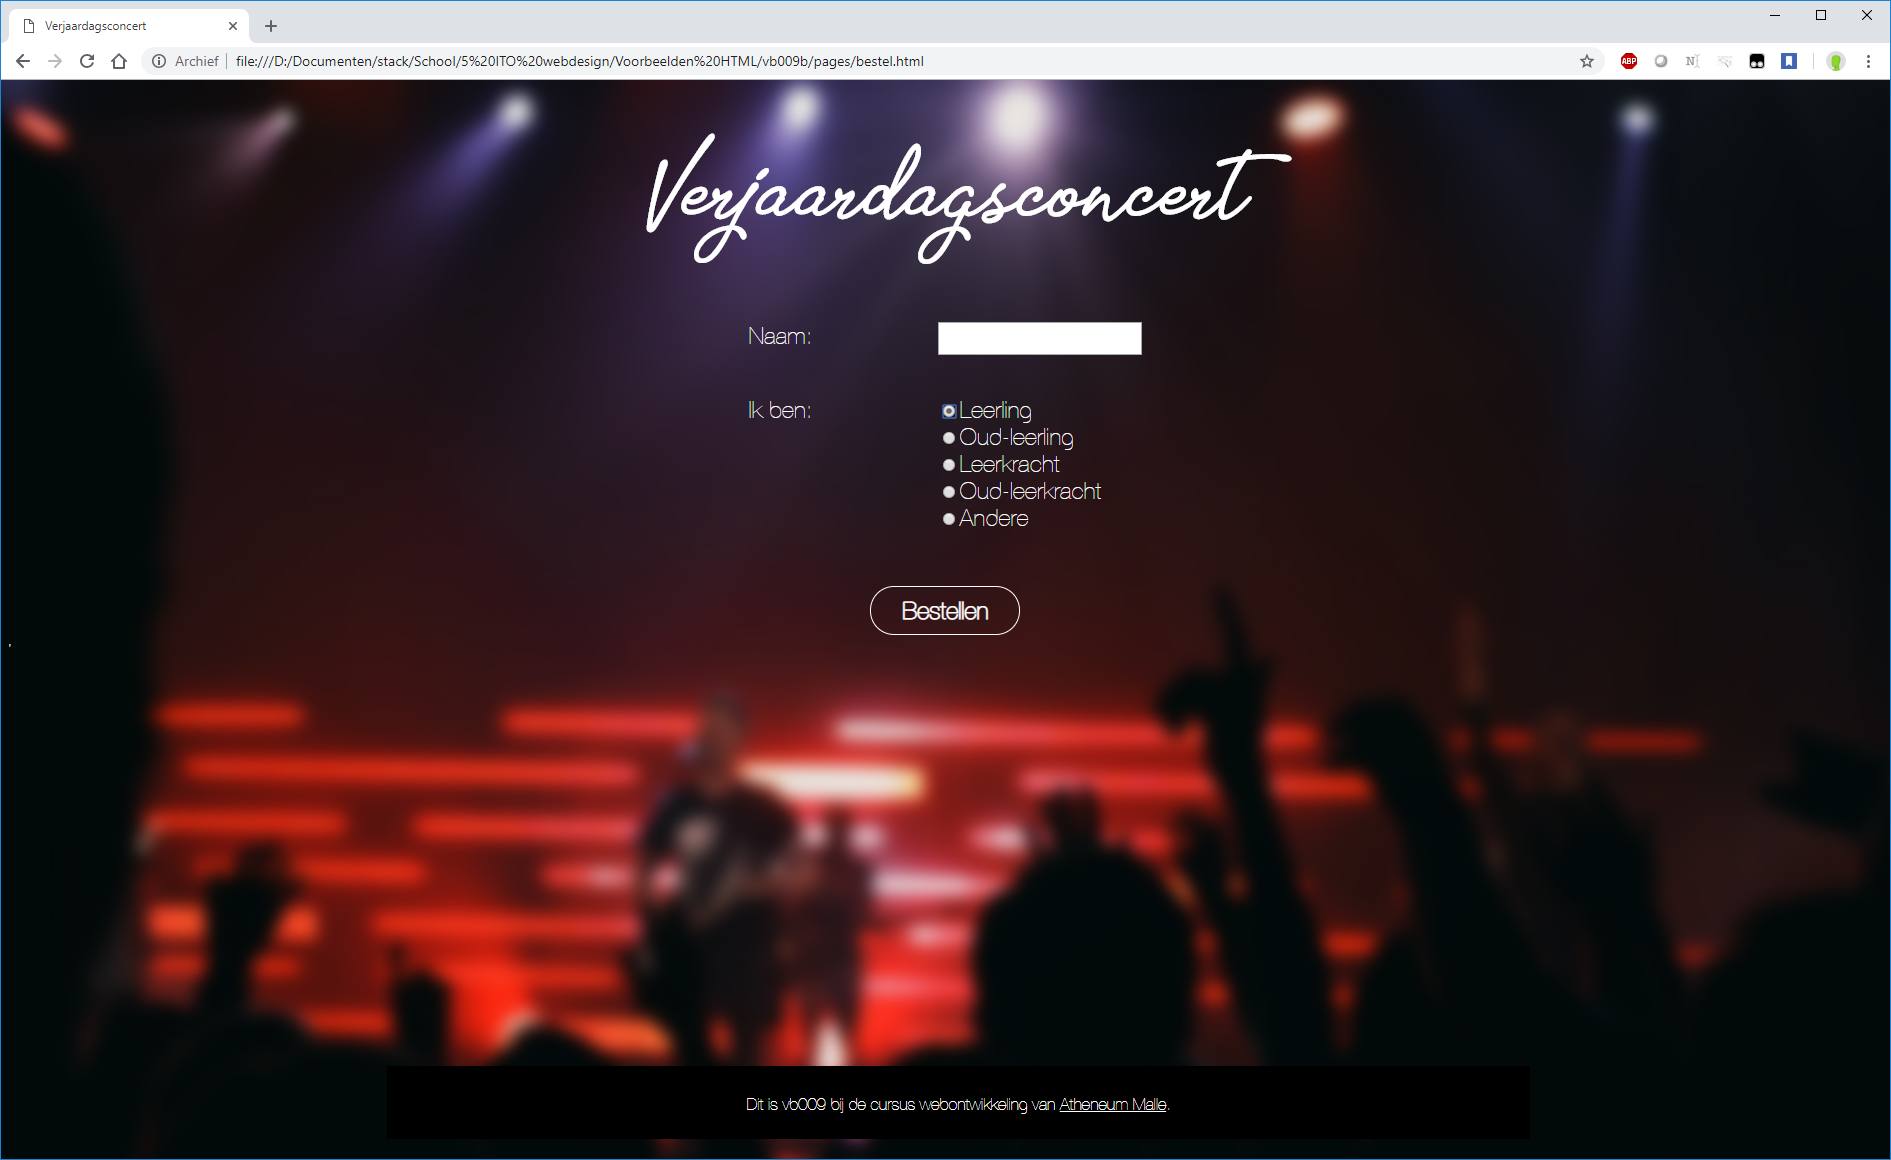 Verjaardagsconcert
Archief | file:///D:/Documenten/stack/School/5%20ITO%20webdesign/Voorbeelden%20HTML/vb009b/pages/bestel.html
ABP
N
Verjaardagsconcert
Naam:
Ik ben:
Leerling
Oud-leerling
Leerkracht
Oud-leerkracht
Andere
Bestellen
Dit is vb009 bij de cursus webontwikkeling van Atheneum Malle.